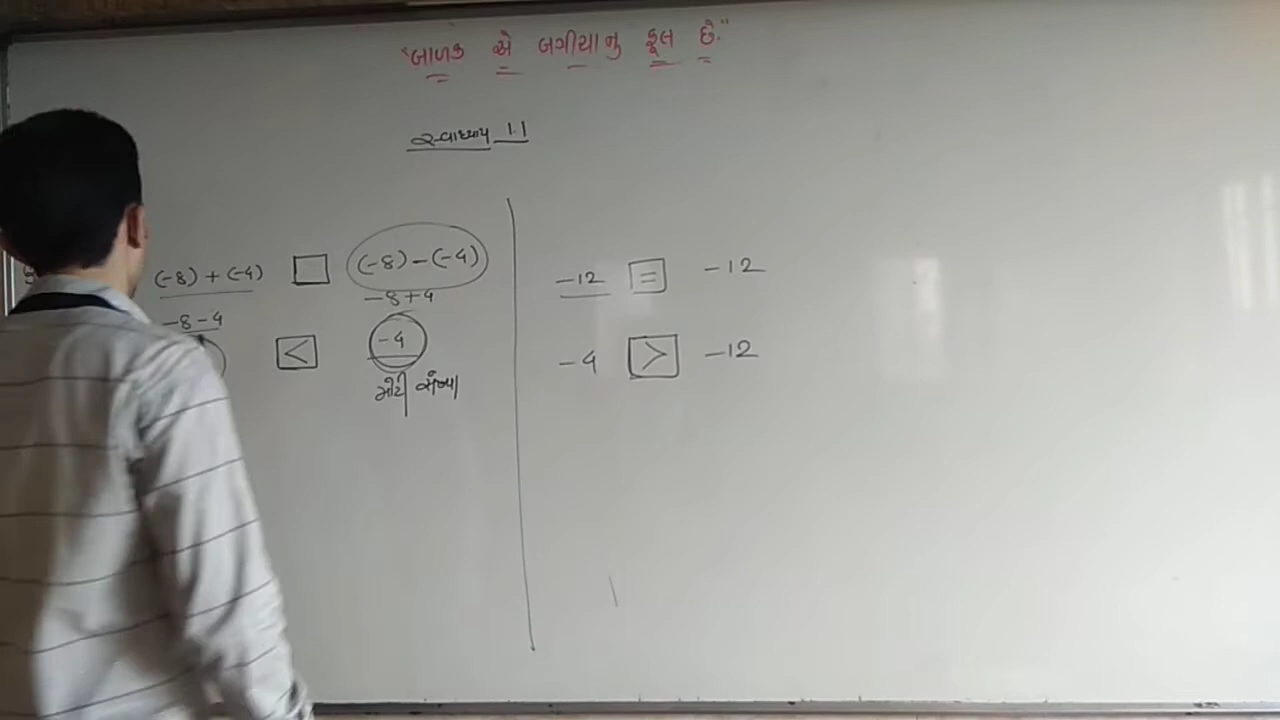 "બાળક એ બગીચાનુ ફૂલ છે."
સ્વાધ્યાય 1.1
(-8) + (-4) □ (-8) - (-4)
-8 - 4 -8 + 4
< -4
મોટી સંખ્યા
-12 = -12
-4 > -12